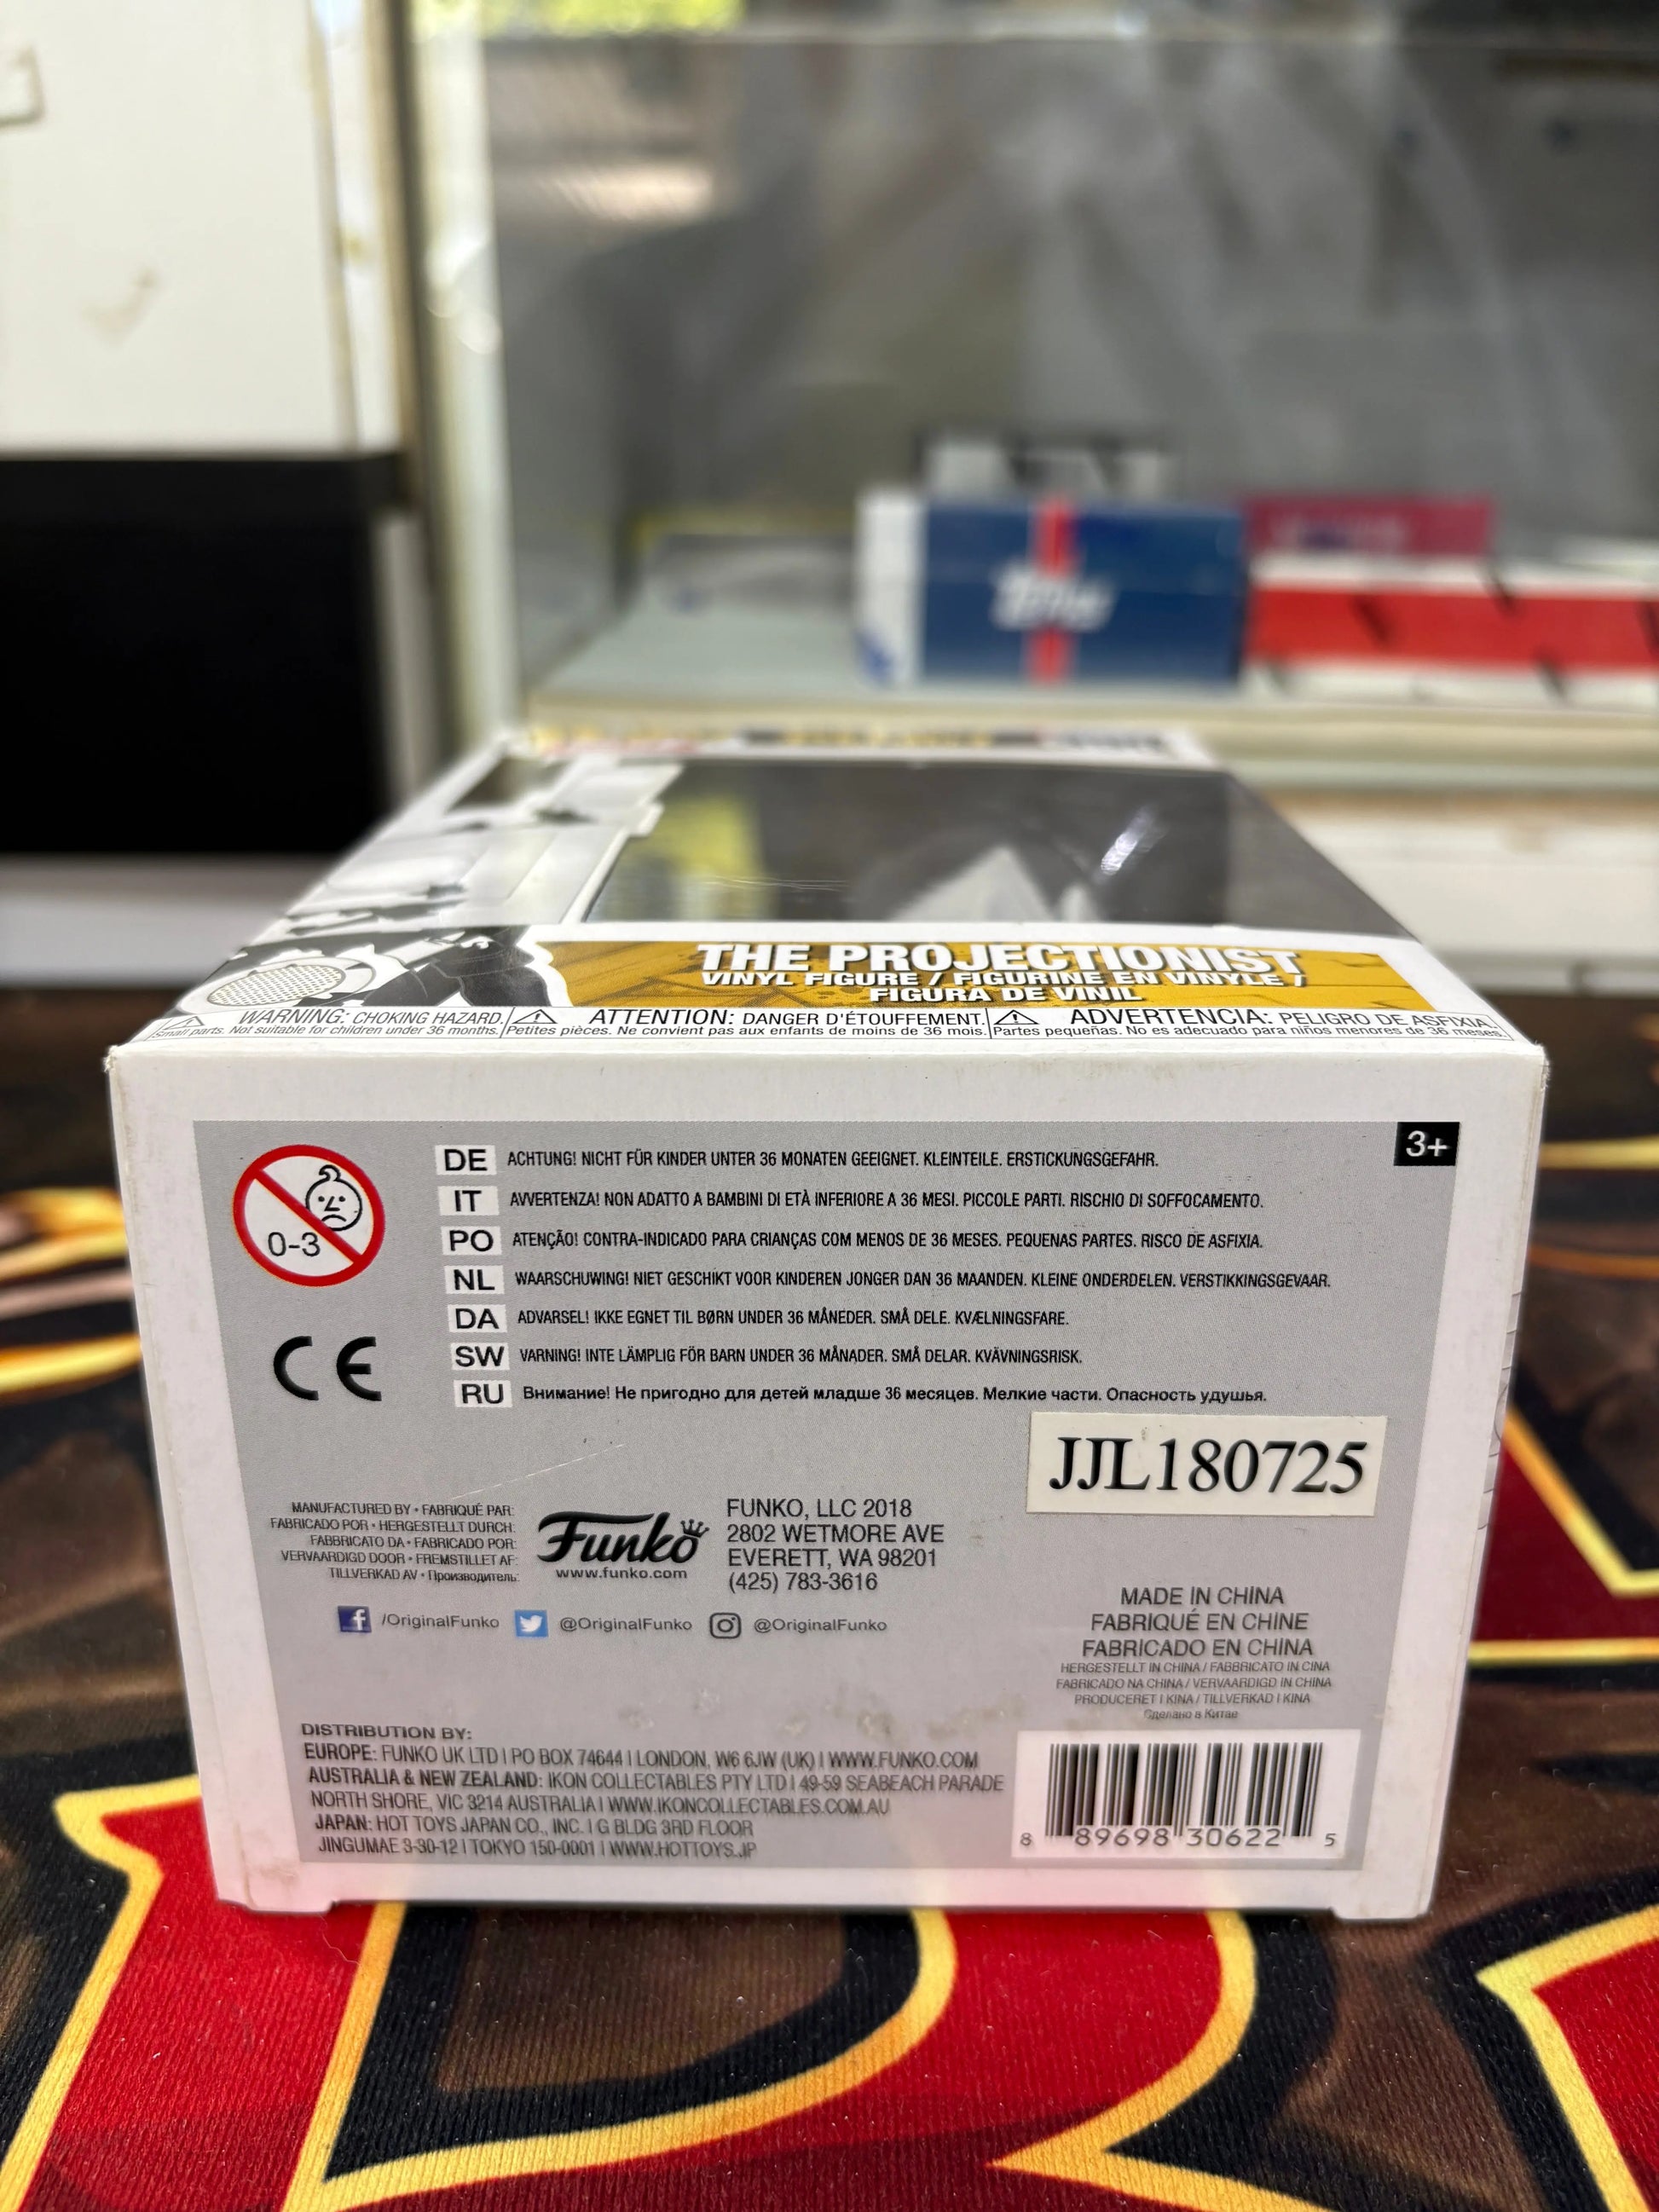 Topps
THE PROJECTIONIST
VINYL FIGURE / FIGURINE EN VINYLE /
FIGURA DE VINIL
WARNING: CHOKING HAZARD.
Small parts. Not suitable for children under 36 months.
ATTENTION: DANGER D'ÉTOUFFEMENT.
Petites pièces. Ne convient pas aux enfants de moins de 36 mois.
ADVERTENCIA: PELIGRO DE ASFIXIA.
Partes pequeñas. No es adecuado para niños menores de 36 meses.
3+
0-3
DE ACHTUNG! NICHT FÜR KINDER UNTER 36 MONATEN GEEIGNET. KLEINTEILE. ERSTICKUNGSGEFAHR.
IT AVVERTENZA! NON ADATTO A BAMBINI DI ETÀ INFERIORE A 36 MESI. PICCOLE PARTI. RISCHIO DI SOFFOCAMENTO.
PO ATENÇÃO! CONTRA-INDICADO PARA CRIANÇAS COM MENOS DE 36 MESES. PEQUENAS PARTES. RISCO DE ASFIXIA.
NL WAARSCHUWING! NIET GESCHIKT VOOR KINDEREN JONGER DAN 36 MAANDEN. KLEINE ONDERDELEN. VERSTIKKINGSGEVAAR.
DA ADVARSEL! IKKE EGNET TIL BØRN UNDER 36 MÅNEDER. SMÅ DELE. KVÆLNINGSFARE.
SW VARNING! INTE LÄMPLIG FÖR BARN UNDER 36 MÅNADER. SMÅ DELAR. KVÄVNINGSRISK.
RU Внимание! Не пригодно для детей младше 36 месяцев. Мелкие части. Опасность удушья.
CE
JJL180725
MANUFACTURED BY • FABRIQUÉ PAR:
FABRICADO POR • HERGESTELLT DURCH:
FABBRICATO DA • FABRICADO POR:
VERVAARDIGD DOOR • FREMSTILLET AF:
TILLVERKAD AV • Производитель:
Funko
www.funko.com
FUNKO, LLC 2018
2802 WETMORE AVE
EVERETT, WA 98201
(425) 783-3616
/OriginalFunko @OriginalFunko @OriginalFunko
MADE IN CHINA
FABRIQUÉ EN CHINE
FABRICADO EN CHINA
HERGESTELLT IN CHINA / FABBRICATO IN CINA
FABRICADO NA CHINA / VERVAARDIGD IN CHINA
PRODUCERET I KINA / TILLVERKAD I KINA
Сделано в Китае
DISTRIBUTION BY:
EUROPE: FUNKO UK LTD | PO BOX 74644 | LONDON, W6 6JW (UK) | WWW.FUNKO.COM
AUSTRALIA & NEW ZEALAND: IKON COLLECTABLES PTY LTD | 49-59 SEABEACH PARADE
NORTH SHORE, VIC 3214 AUSTRALIA | WWW.IKONCOLLECTABLES.COM.AU
JAPAN: HOT TOYS JAPAN CO., INC. | G BLDG 3RD FLOOR
JINGUMAE 3-30-12 | TOKYO 150-0001 | WWW.HOTTOYS.JP
8 89698 30622 5